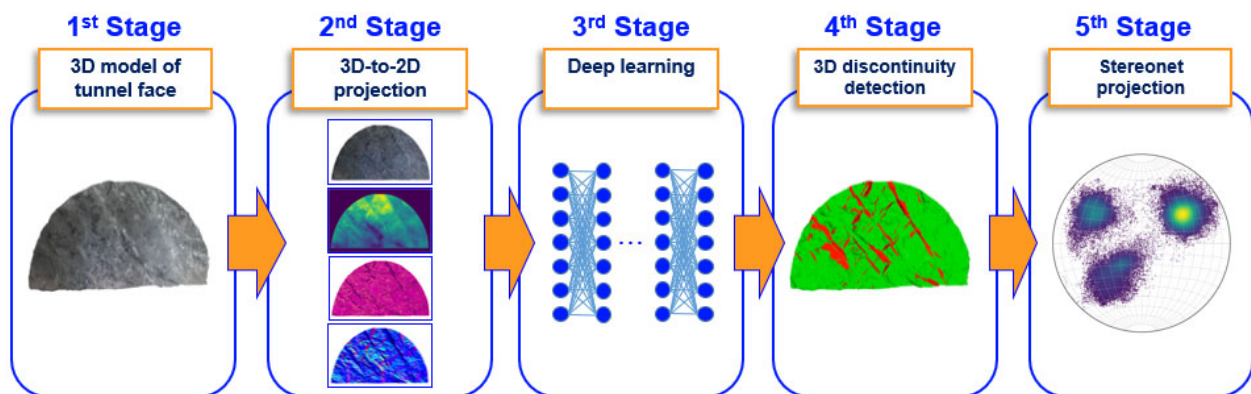 1st Stage
2nd Stage
3rd Stage
4th Stage
5th Stage
3D model of
tunnel face
3D-to-2D
projection
Deep learning
3D discontinuity
detection
Stereonet
projection
...